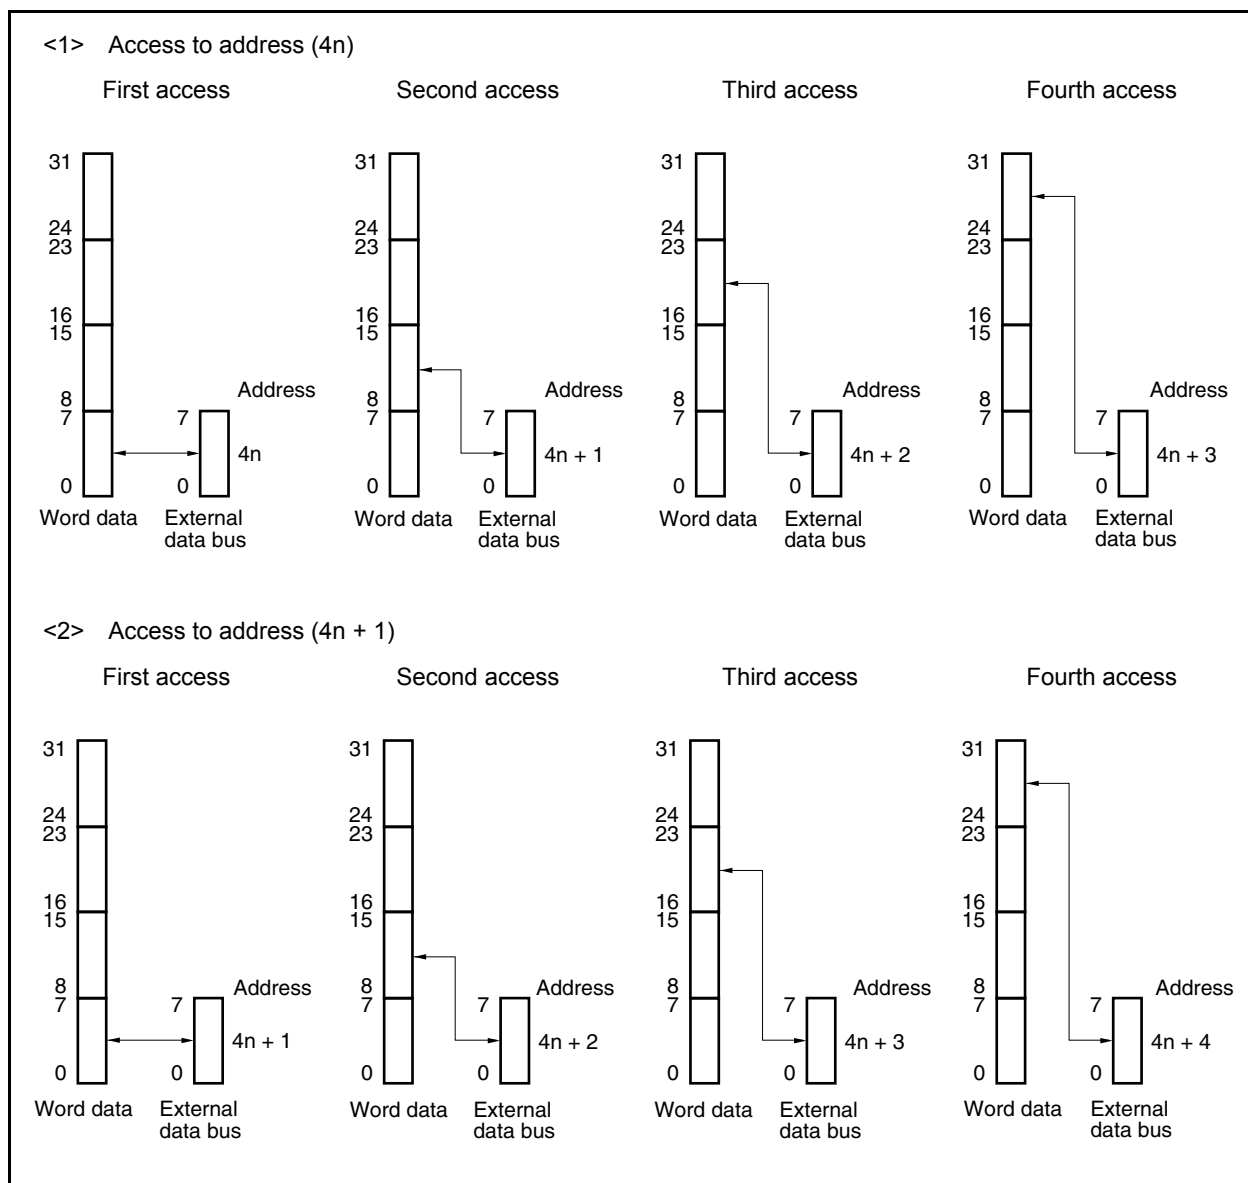 <1> Access to address (4n)
First access Second access Third access Fourth access
31 31 31 31
24 24 24 24
23 23 23 23
16 16 16 16
15 15 15 15
Address Address Address Address
8 8 8 8
7 7 7 7 7 7 7 7
4n 4n + 1 4n + 2 4n + 3
0 0 0 0 0 0 0 0
Word data External Word data External Word data External Word data External
data bus data bus data bus data bus
<2> Access to address (4n + 1)
First access Second access Third access Fourth access
31 31 31 31
24 24 24 24
23 23 23 23
16 16 16 16
15 15 15 15
8 Address 8 Address 8 Address 8 Address
7 7 7 7 7 7 7 7
4n + 1 4n + 2 4n + 3 4n + 4
0 0 0 0 0 0 0 0
Word data External Word data External Word data External Word data External
data bus data bus data bus data bus